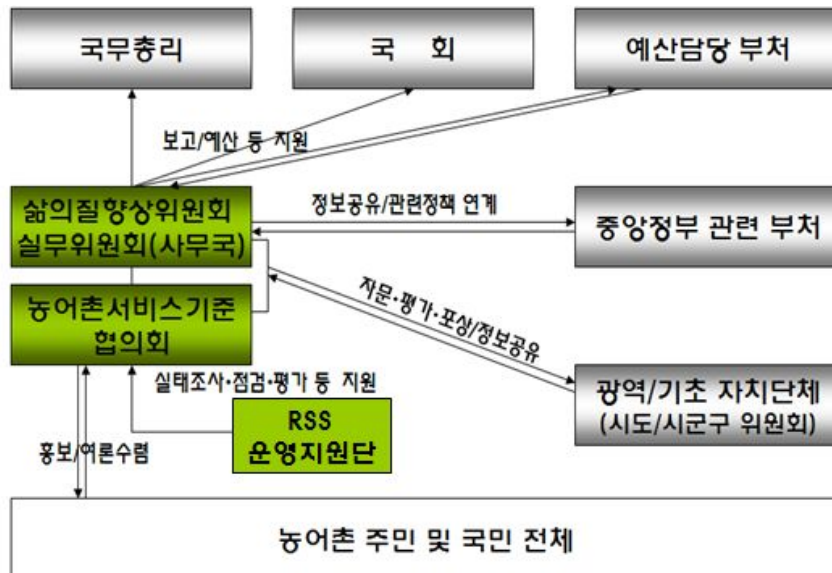 국무총리
국 회
예산담당 부처
보고/예산 등 지원
삶의질향상위원회
실무위원회(사무국)
정보공유/관련정책 연계
중앙정부 관련 부처
농어촌서비스기준
협의회
자문·평가·포상/정보공유
실태조사·점검·평가 등 지원
광역/기초 자치단체
(시도/시군구 위원회)
RSS
운영지원단
홍보/여론수렴
농어촌 주민 및 국민 전체